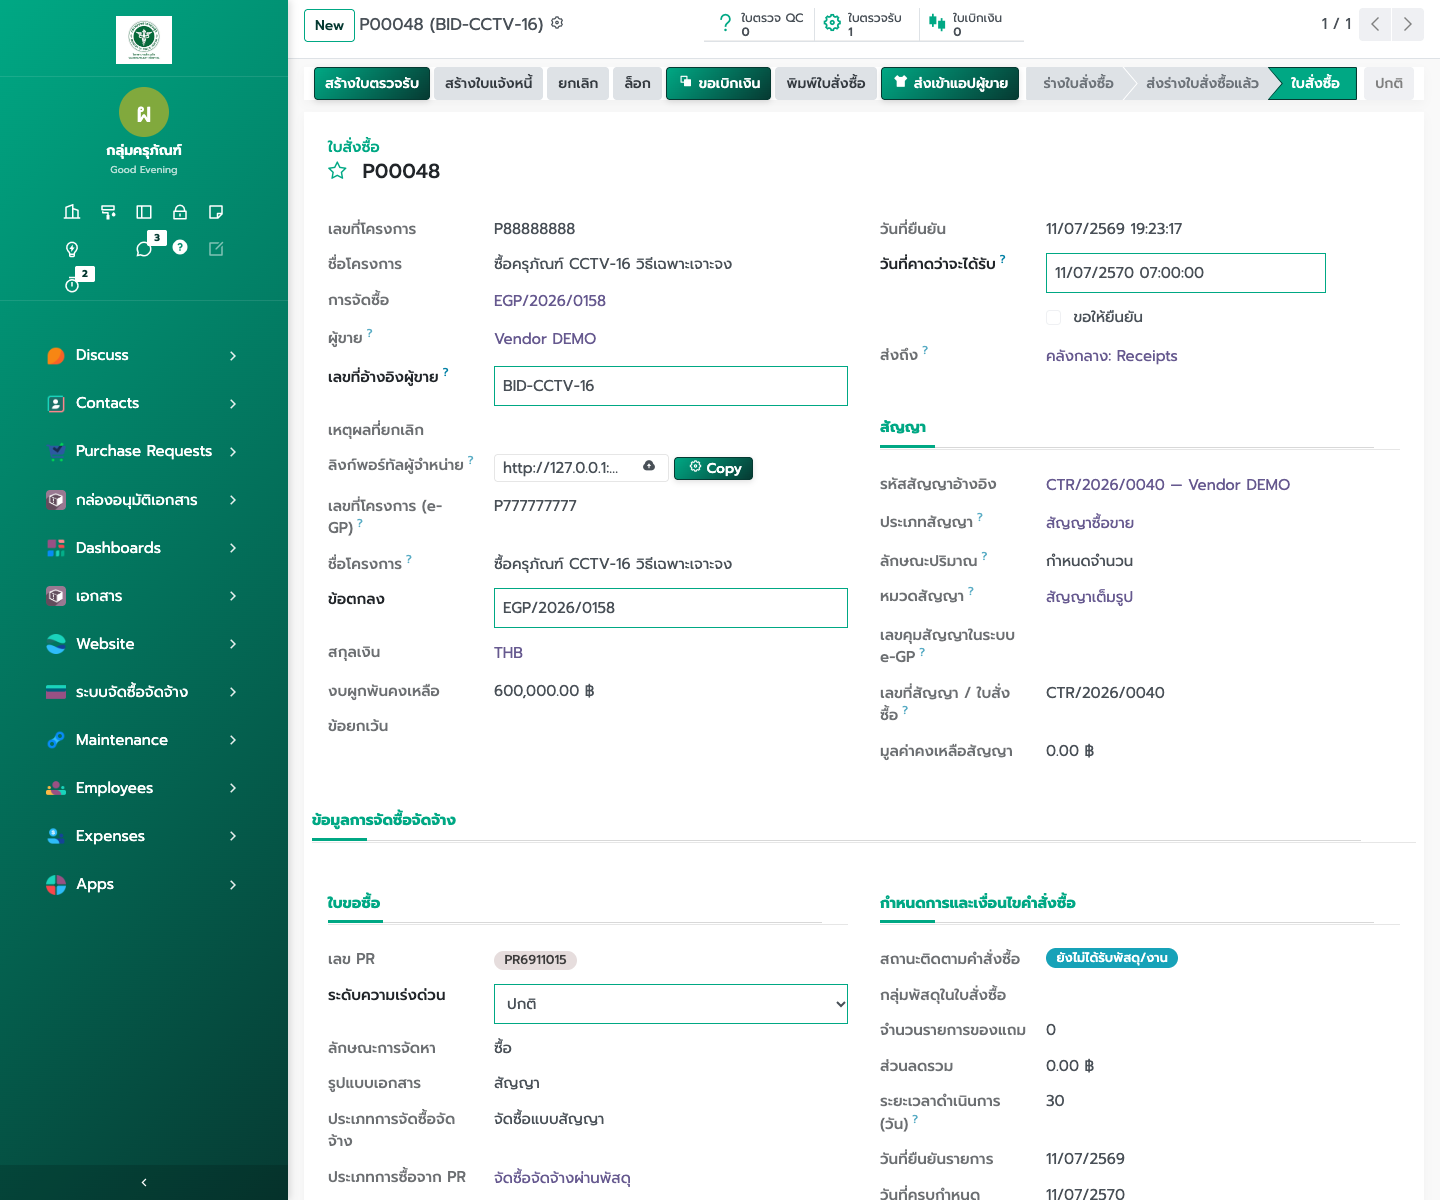 New
P00048 (BID-CCTV-16)
ใบตรวจ QC
0
ใบตรวจรับ
1
ใบเบิกเงิน
0
1 / 1
สร้างใบตรวจรับ
สร้างใบแจ้งหนี้
ยกเลิก
ล็อก
ขอเบิกเงิน
พิมพ์ใบสั่งซื้อ
ส่งเข้าแอปผู้ขาย
ร่างใบสั่งซื้อ
ส่งร่างใบสั่งซื้อแล้ว
ใบสั่งซื้อ
ปกติ
ผ
กลุ่มครุภัณฑ์
Good Evening
3
?
2
Discuss
Contacts
Purchase Requests
กล่องอนุมัติเอกสาร
Dashboards
เอกสาร
Website
ระบบจัดซื้อจัดจ้าง
Maintenance
Employees
Expenses
Apps
ใบสั่งซื้อ
P00048
เลขที่โครงการ
P88888888
ชื่อโครงการ
ซื้อครุภัณฑ์ CCTV-16 วิธีเฉพาะเจาะจง
การจัดซื้อ
EGP/2026/0158
ผู้ขาย ?
Vendor DEMO
เลขที่อ้างอิงผู้ขาย ?
BID-CCTV-16
เหตุผลที่ยกเลิก
ลิงก์พอร์ทัลผู้จำหน่าย ?
http://127.0.0.1:...
Copy
เลขที่โครงการ (e-
GP) ?
P777777777
ชื่อโครงการ ?
ซื้อครุภัณฑ์ CCTV-16 วิธีเฉพาะเจาะจง
ข้อตกลง
EGP/2026/0158
สกุลเงิน
THB
งบผูกพันคงเหลือ
600,000.00 ฿
ข้อยกเว้น
วันที่ยืนยัน
11/07/2569 19:23:17
วันที่คาดว่าจะได้รับ ?
11/07/2570 07:00:00
ขอให้ยืนยัน
ส่งถึง ?
คลังกลาง: Receipts
สัญญา
รหัสสัญญาอ้างอิง
CTR/2026/0040 — Vendor DEMO
ประเภทสัญญา ?
สัญญาซื้อขาย
ลักษณะปริมาณ ?
กำหนดจำนวน
หมวดสัญญา ?
สัญญาเต็มรูป
เลขคุมสัญญาในระบบ
e-GP ?
เลขที่สัญญา / ใบสั่ง
ซื้อ ?
CTR/2026/0040
มูลค่าคงเหลือสัญญา
0.00 ฿
ข้อมูลการจัดซื้อจัดจ้าง
ใบขอซื้อ
เลข PR
PR6911015
ระดับความเร่งด่วน
ปกติ
ลักษณะการจัดหา
ซื้อ
รูปแบบเอกสาร
สัญญา
ประเภทการจัดซื้อจัด
จ้าง
จัดซื้อแบบสัญญา
ประเภทการซื้อจาก PR
จัดซื้อจัดจ้างผ่านพัสดุ
กำหนดการและเงื่อนไขคำสั่งซื้อ
สถานะติดตามคำสั่งซื้อ
ยังไม่ได้รับพัสดุ/งาน
กลุ่มพัสดุในใบสั่งซื้อ
จำนวนรายการของแถม
0
ส่วนลดรวม
0.00 ฿
ระยะเวลาดำเนินการ
(วัน) ?
30
วันที่ยืนยันรายการ
11/07/2569
วันที่ครบกำหนด
11/07/2570